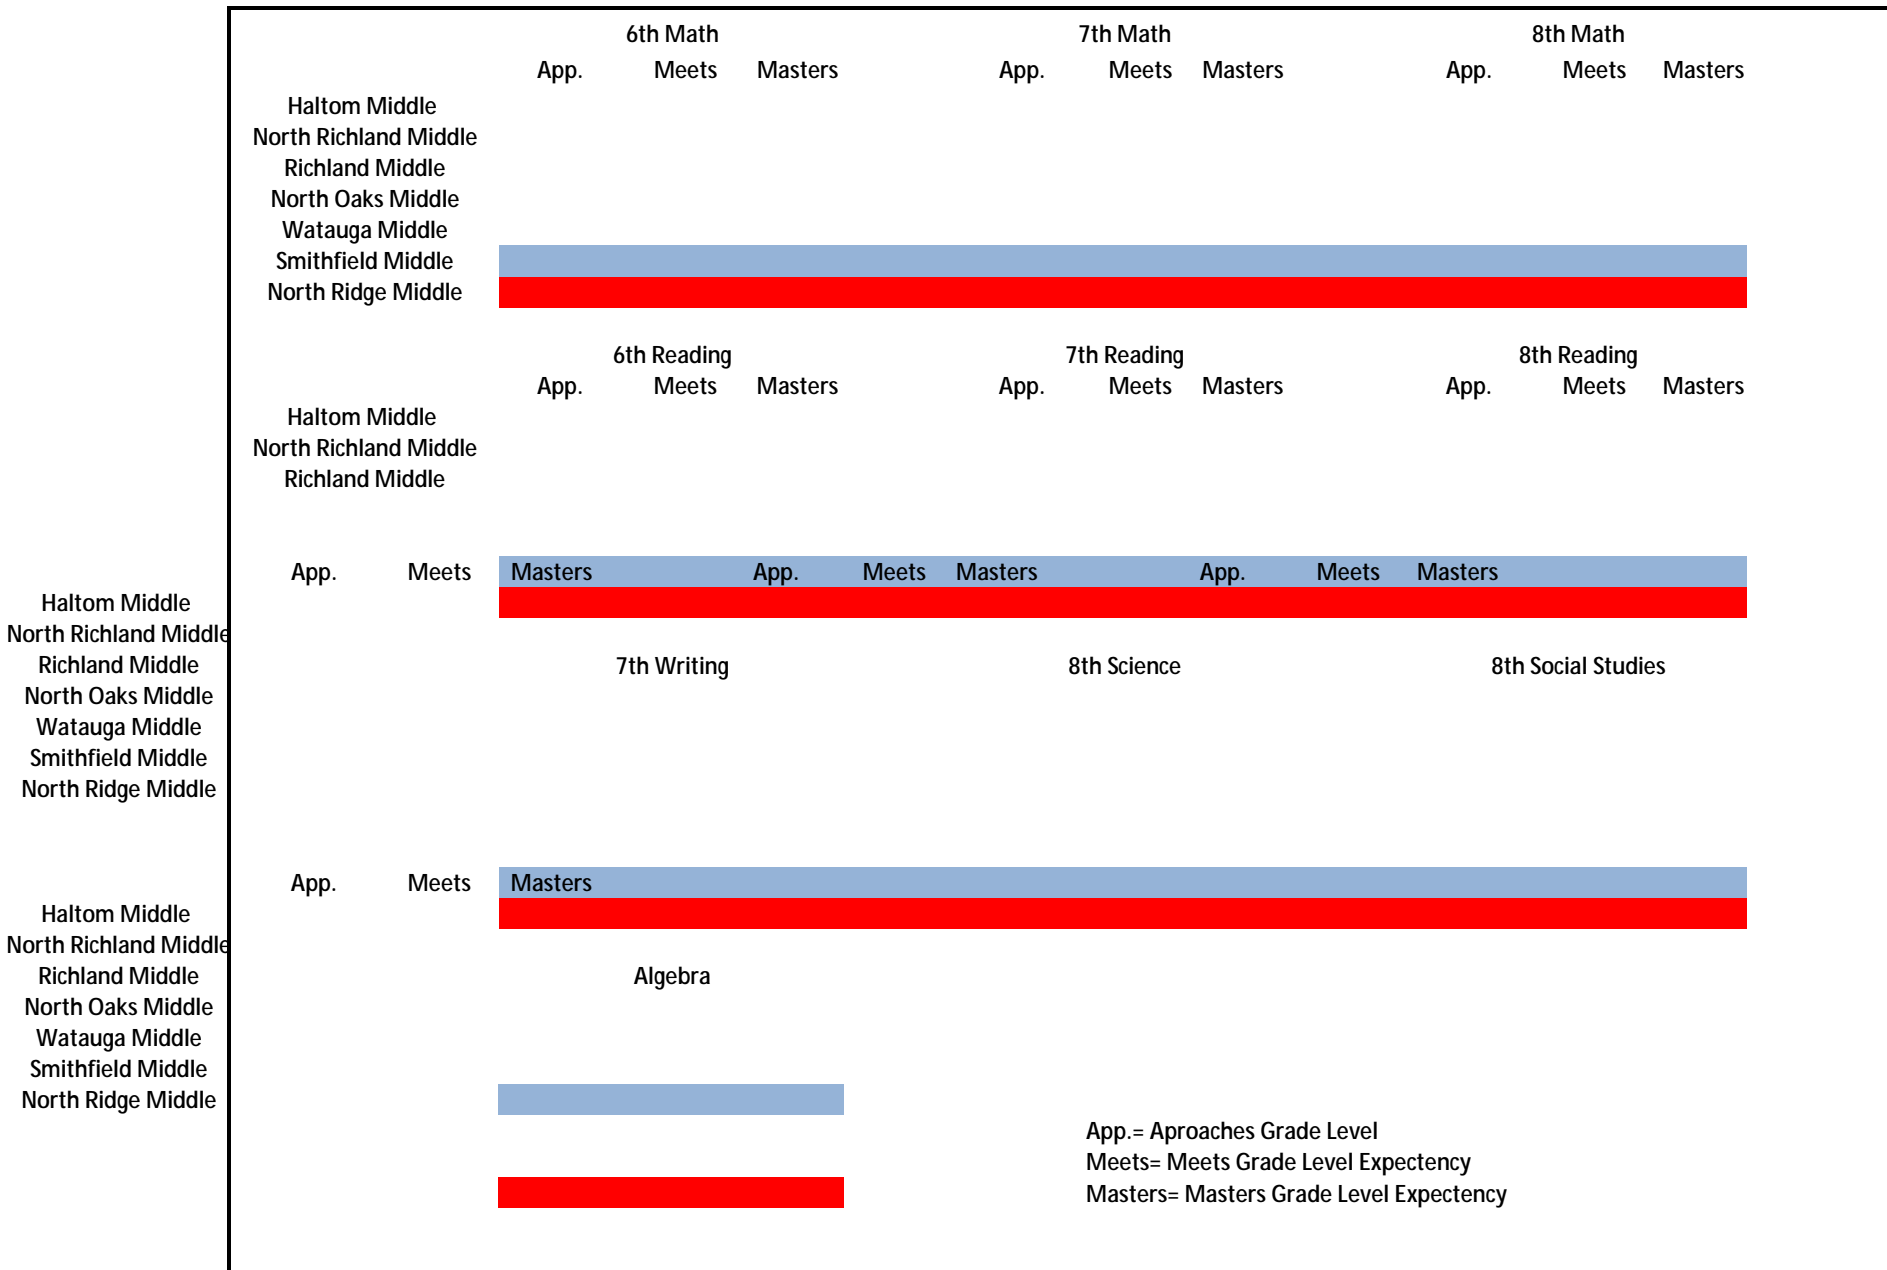 6th Math 7th Math 8th Math
App. Meets Masters App. Meets Masters App. Meets Masters
Haltom Middle
North Richland Middle
Richland Middle
North Oaks Middle
Watauga Middle
Smithfield Middle
North Ridge Middle
6th Reading 7th Reading 8th Reading
App. Meets Masters App. Meets Masters App. Meets Masters
Haltom Middle
North Richland Middle
Richland Middle
App. Meets Masters App. Meets Masters App. Meets Masters
Haltom Middle
North Richland Middle
Richland Middle 7th Writing 8th Science 8th Social Studies
North Oaks Middle
Watauga Middle
Smithfield Middle
North Ridge Middle
App. Meets Masters
Haltom Middle
North Richland Middle
Richland Middle Algebra
North Oaks Middle
Watauga Middle
Smithfield Middle
North Ridge Middle
App.= Aproaches Grade Level
Meets= Meets Grade Level Expectency
Masters= Masters Grade Level Expectency